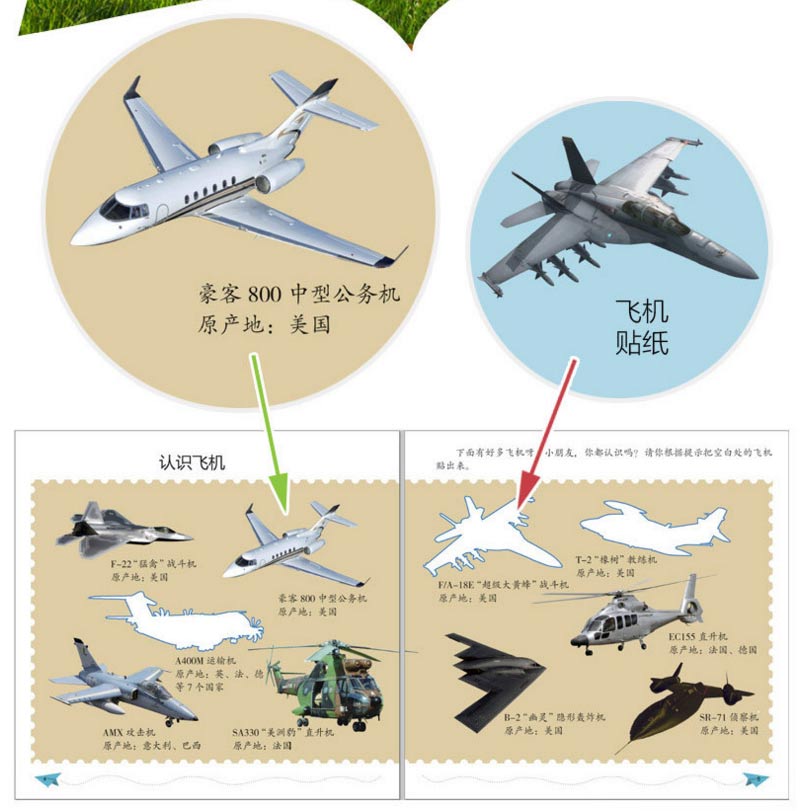 豪客 800 中型公务机
原产地：美国
飞机
贴纸
认识飞机
F-22“猛禽”战斗机
原产地：美国
豪客 800 中型公务机
原产地：美国
A400M 运输机
原产地：英、法、德
等 7 个国家
AMX 攻击机
原产地：意大利、巴西
SA330“美洲豹”直升机
原产地：法国
下面有好多飞机呀 小朋友，你都认识吗？请你根据提示把空白处的飞机
贴出来。
F/A-18E“超级大黄蜂”战斗机
原产地：美国
T-2“橡树”教练机
原产地：美国
EC155 直升机
原产地：法国、德国
B-2“幽灵”隐形轰炸机
原产地：美国
SR-71 侦察机
原产地：美国